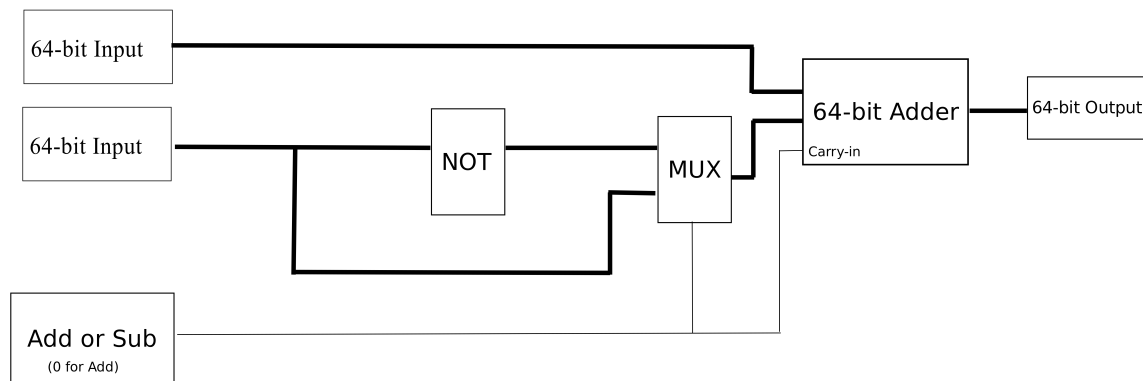 64-bit Input
64-bit Input
NOT
MUX
64-bit Adder
Carry-in
64-bit Output
Add or Sub
(0 for Add)